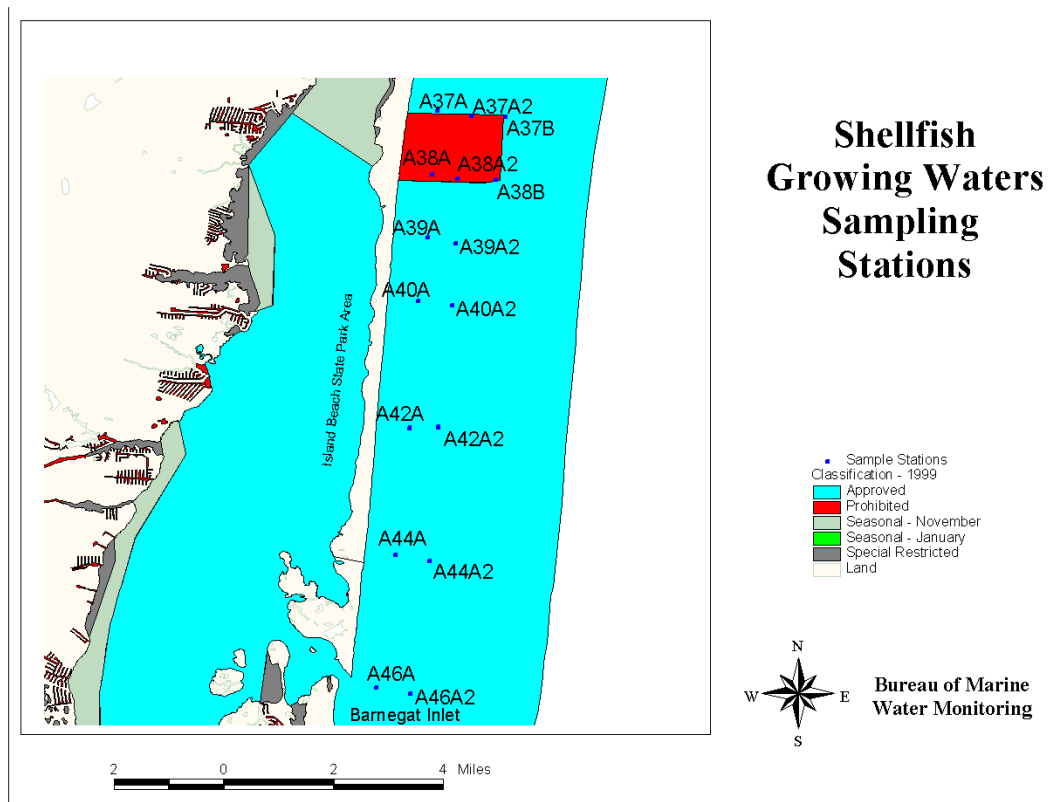 Shellfish
Growing Waters
Sampling
Stations
A37A
A37A2
A37B
A38A
A38A2
A38B
A39A
A39A2
A40A
A40A2
Island Beach State Park Area
A42A
A42A2
A44A
A44A2
A46A
A46A2
Barnegat Inlet
Sample Stations
Classification - 1999
Approved
Prohibited
Seasonal - November
Seasonal - January
Special Restricted
Land
N
W
E
S
Bureau of Marine
Water Monitoring
2 0 2 4 Miles